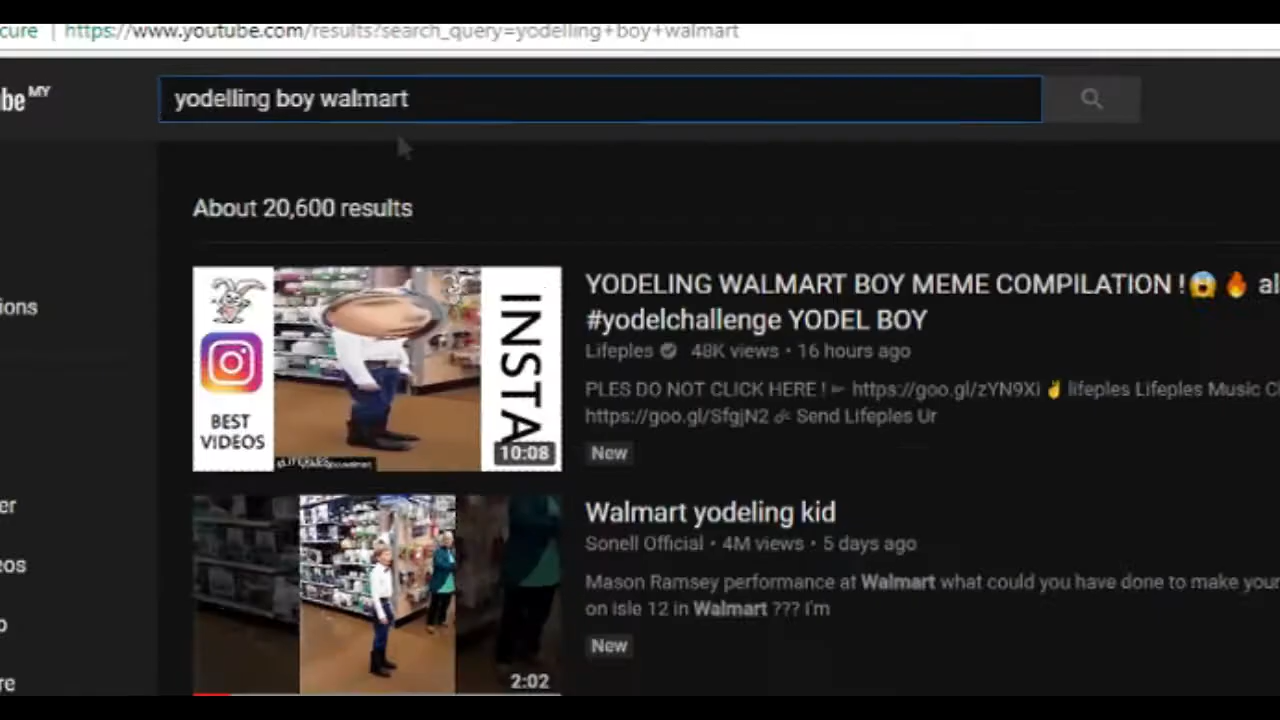 cure | https://www.youtube.com/results?search_query=yodelling+boy+walmart
be MY
yodelling boy walmart
About 20,600 results
ions
er
eos
o
re
BEST
VIDEOS
INSTA
10:08
YODELING WALMART BOY MEME COMPILATION !😱 🔥 al
#yodelchallenge YODEL BOY
Lifeples 48K views • 16 hours ago
PLES DO NOT CLICK HERE ! ► https://goo.gl/zYN9XI ✌ lifeples Lifeples Music C
https://goo.gl/SfgjN2 Send Lifeples Ur
New
2:02
Walmart yodeling kid
Sonell Official • 4M views • 5 days ago
Mason Ramsey performance at Walmart what could you have done to make your
on isle 12 in Walmart ??? I'm
New